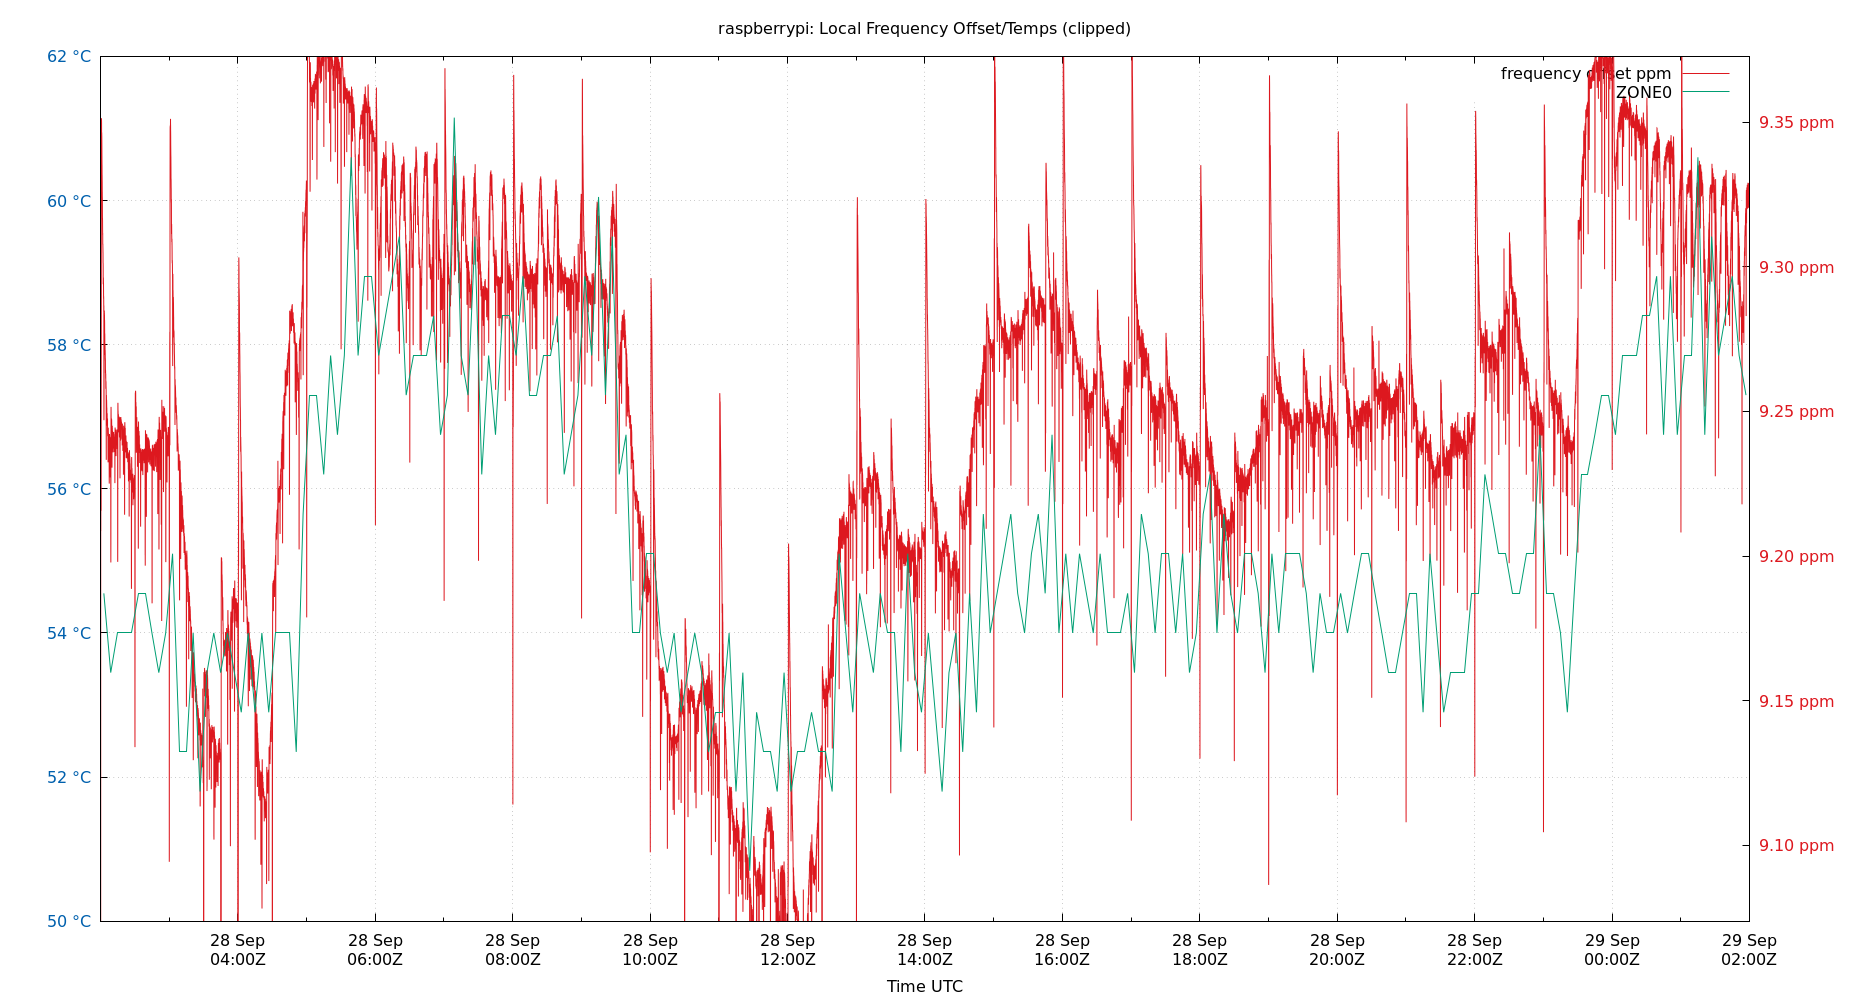 raspberrypi: Local Frequency Offset/Temps (clipped)
62 °C
60 °C
58 °C
56 °C
54 °C
52 °C
50 °C
frequency offset ppm
ZONE0
9.35 ppm
9.30 ppm
9.25 ppm
9.20 ppm
9.15 ppm
9.10 ppm
28 Sep
04:00Z
28 Sep
06:00Z
28 Sep
08:00Z
28 Sep
10:00Z
28 Sep
12:00Z
28 Sep
14:00Z
28 Sep
16:00Z
28 Sep
18:00Z
28 Sep
20:00Z
28 Sep
22:00Z
29 Sep
00:00Z
29 Sep
02:00Z
Time UTC